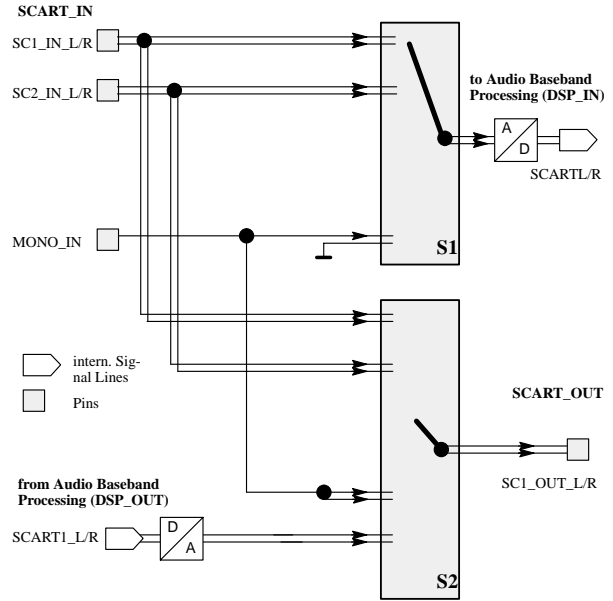 SCART_IN
SC1_IN_L/R
SC2_IN_L/R
to Audio Baseband
Processing (DSP_IN)
A
D
SCARTL/R
MONO_IN
S1
intern. Sig-
nal Lines
Pins
SCART_OUT
SC1_OUT_L/R
from Audio Baseband
Processing (DSP_OUT)
SCART1_L/R
D
A
S2